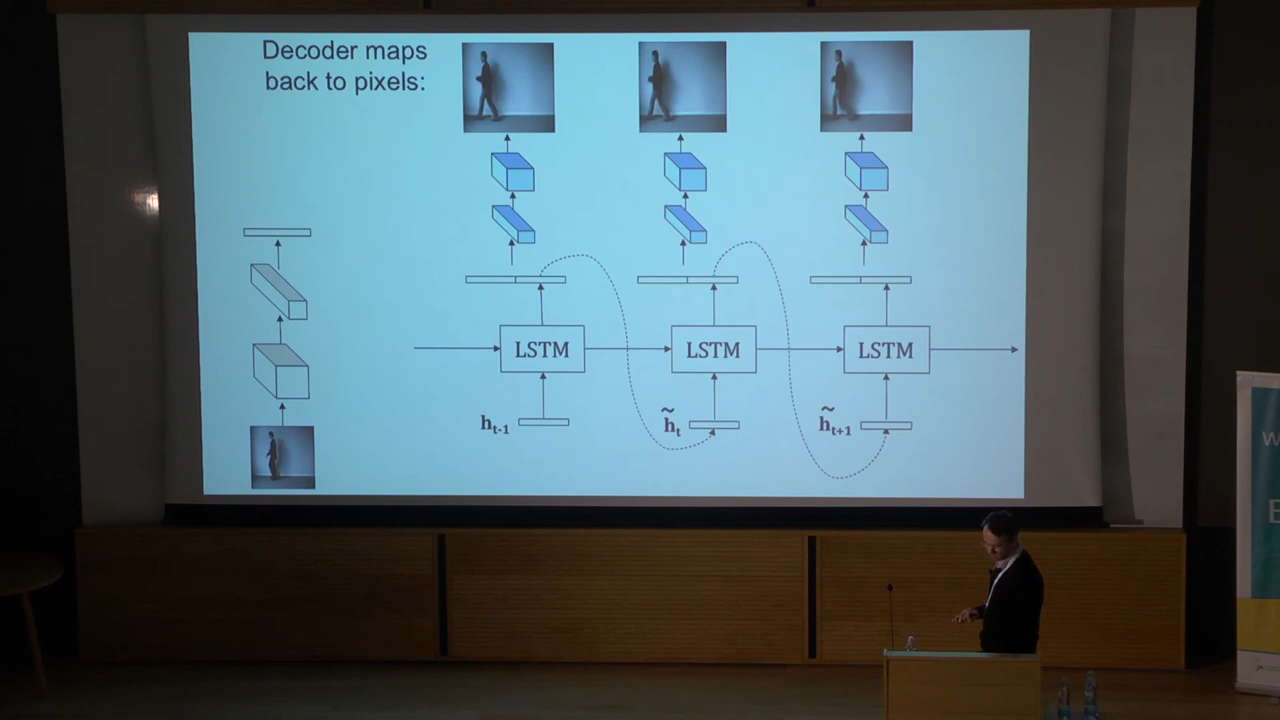 Decoder maps
back to pixels:
LSTM
LSTM
LSTM
h_{t-1}
h̃_t
h̃_{t+1}